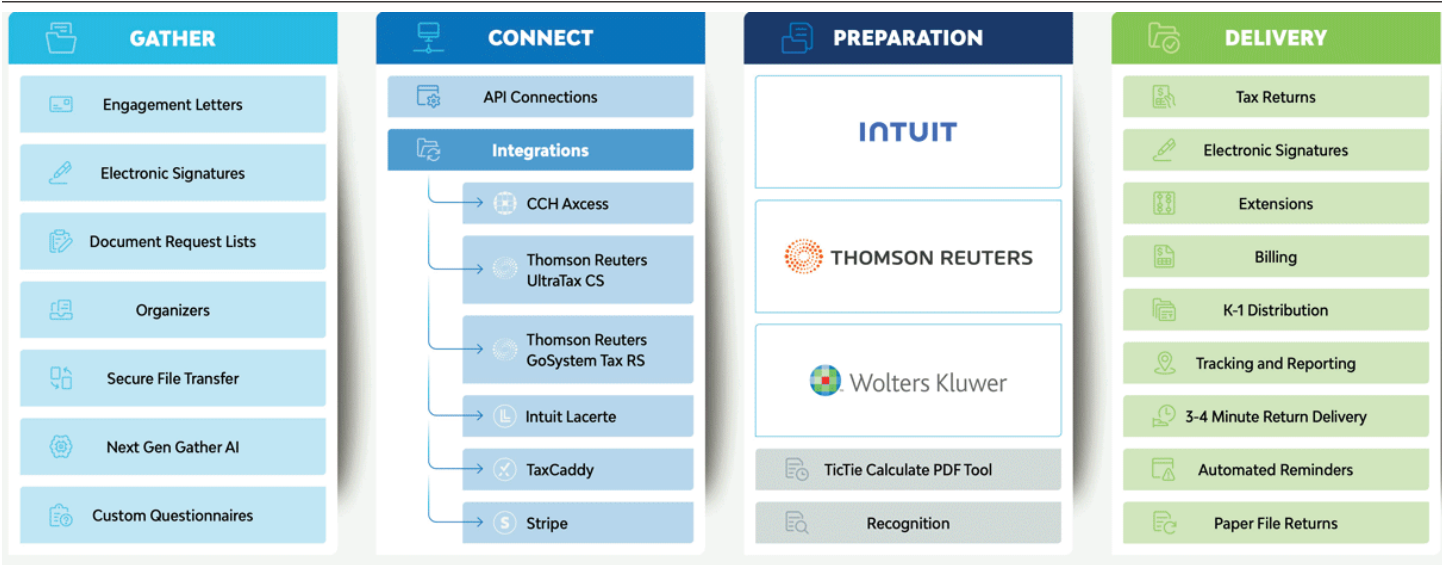 GATHER
Engagement Letters
Electronic Signatures
Document Request Lists
Organizers
Secure File Transfer
Next Gen Gather AI
Custom Questionnaires
CONNECT
API Connections
Integrations
CCH Axcess
Thomson Reuters
UltraTax CS
Thomson Reuters
GoSystem Tax RS
L Intuit Lacerte
TaxCaddy
S Stripe
PREPARATION
INTUIT
THOMSON REUTERS
Wolters Kluwer
TicTie Calculate PDF Tool
Recognition
DELIVERY
Tax Returns
Electronic Signatures
Extensions
Billing
K-1 Distribution
Tracking and Reporting
3-4 Minute Return Delivery
Automated Reminders
Paper File Returns